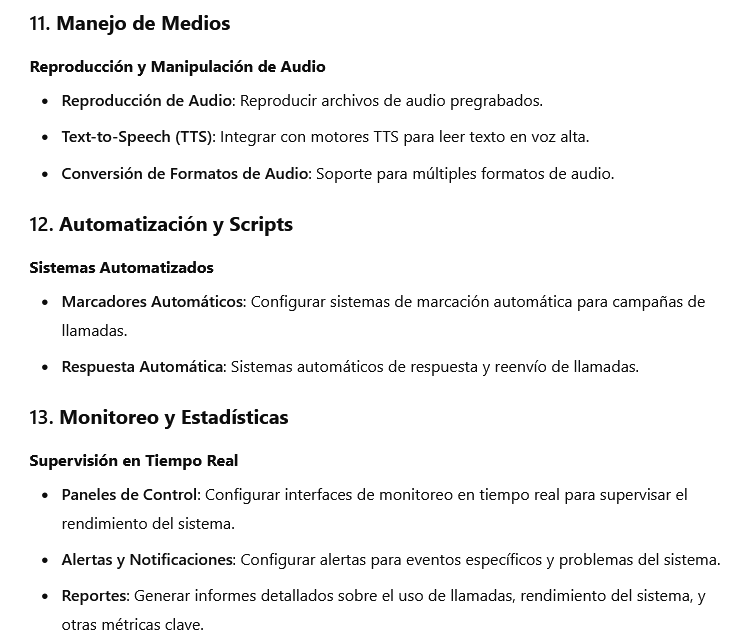 11. Manejo de Medios
Reproducción y Manipulación de Audio
• Reproducción de Audio: Reproducir archivos de audio pregrabados.
• Text-to-Speech (TTS): Integrar con motores TTS para leer texto en voz alta.
• Conversión de Formatos de Audio: Soporte para múltiples formatos de audio.
12. Automatización y Scripts
Sistemas Automatizados
• Marcadores Automáticos: Configurar sistemas de marcación automática para campañas de
llamadas.
• Respuesta Automática: Sistemas automáticos de respuesta y reenvío de llamadas.
13. Monitoreo y Estadísticas
Supervisión en Tiempo Real
• Paneles de Control: Configurar interfaces de monitoreo en tiempo real para supervisar el
rendimiento del sistema.
• Alertas y Notificaciones: Configurar alertas para eventos específicos y problemas del sistema.
• Reportes: Generar informes detallados sobre el uso de llamadas, rendimiento del sistema, y
otras métricas clave.